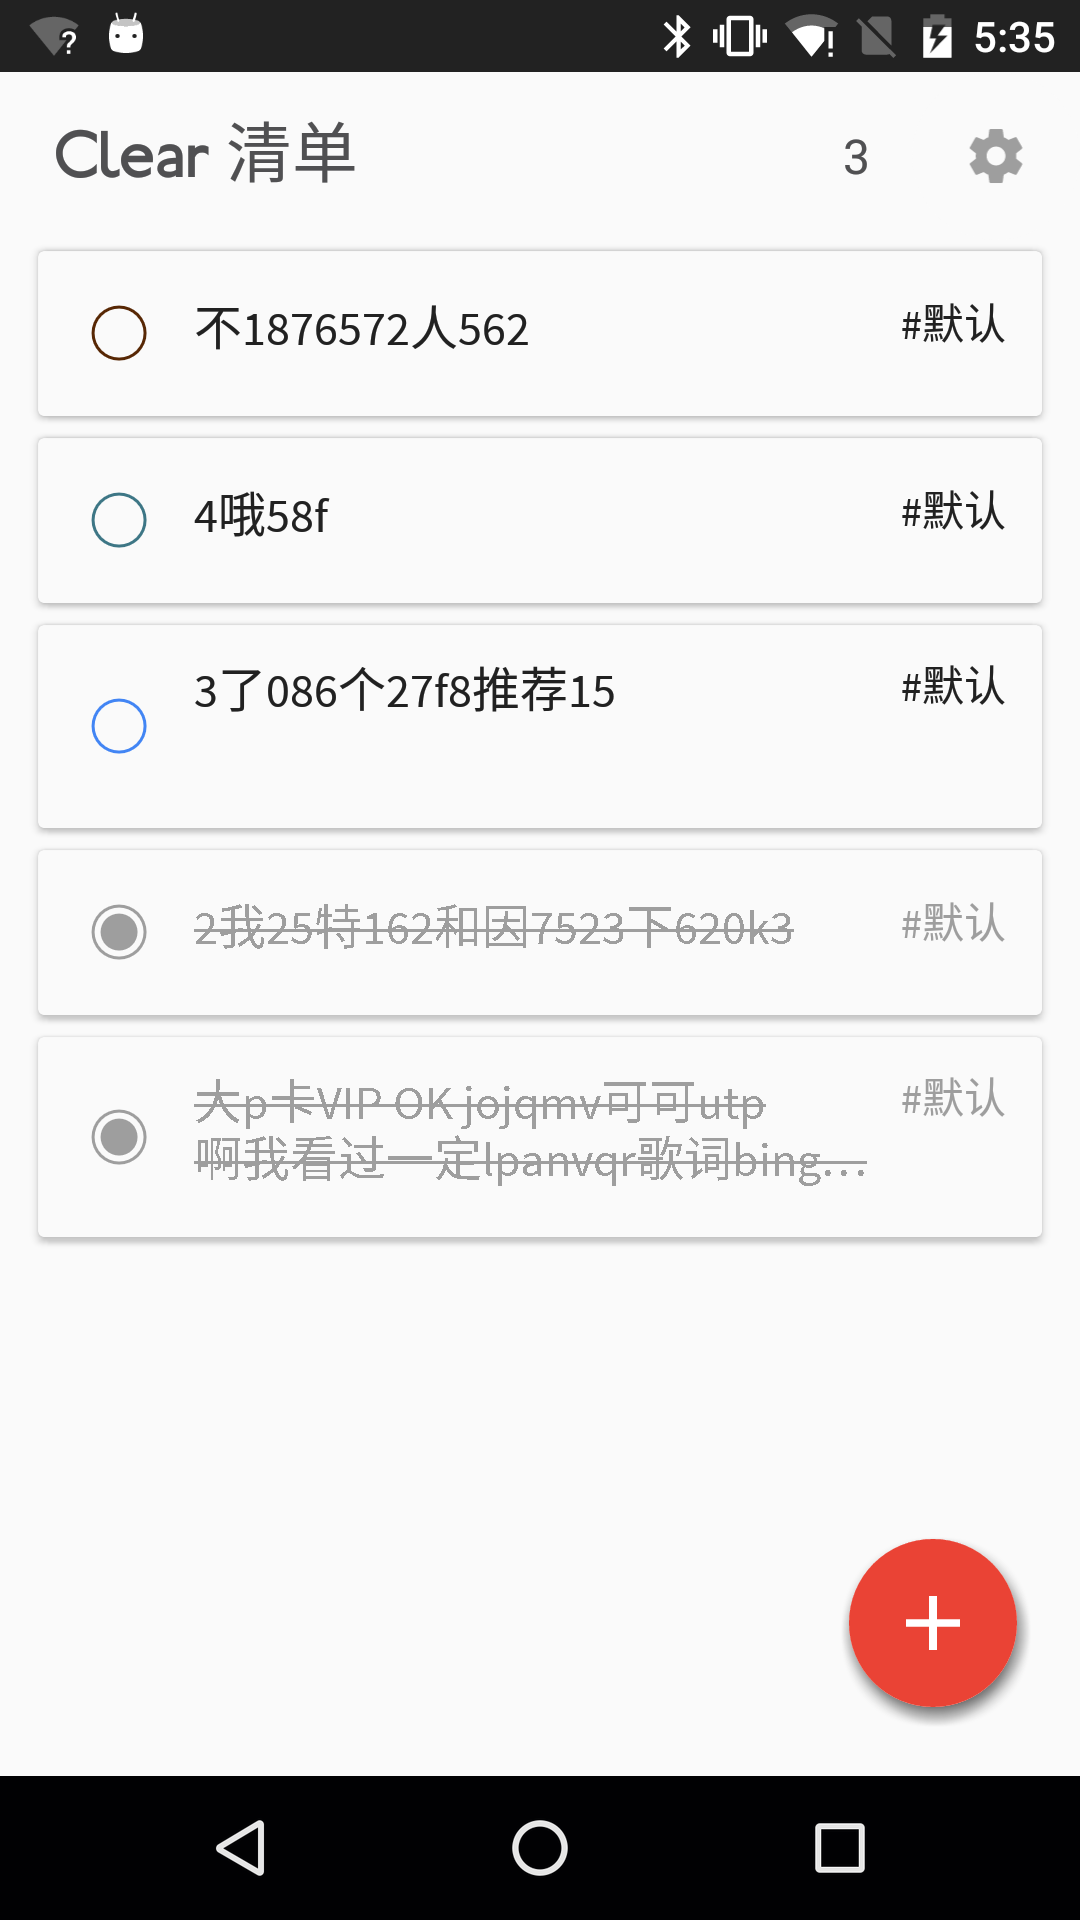 5:35
Clear 清单
3
不1876572人562
#默认
4哦58f
#默认
3了086个27f8推荐15
#默认
2我25特162和因7523下620k3
#默认
大p卡VIP OK jojqmv可可utp
#默认
啊我看过一定lpanvqr歌词bing…